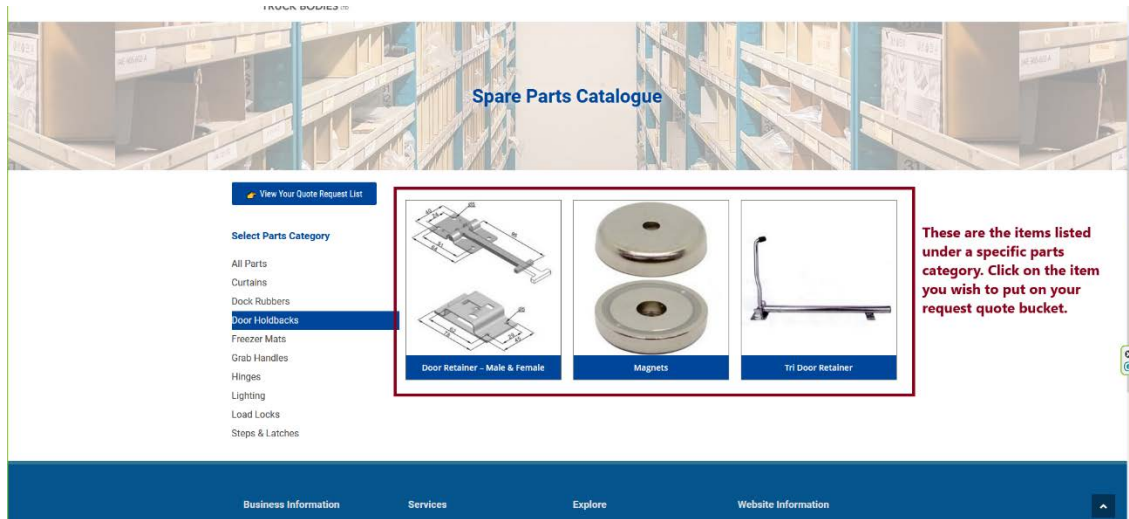 TRUCK BODIES
Spare Parts Catalogue
View Your Quote Request List
Select Parts Category
All Parts
Curtains
Dock Rubbers
Door Holdbacks
Freezer Mats
Grab Handles
Hinges
Lighting
Load Locks
Steps & Latches
Door Retainer – Male & Female
Magnets
Tri Door Retainer
These are the items listed
under a specific parts
category. Click on the item
you wish to put on your
request quote bucket.
Business Information
Services
Explore
Website Information